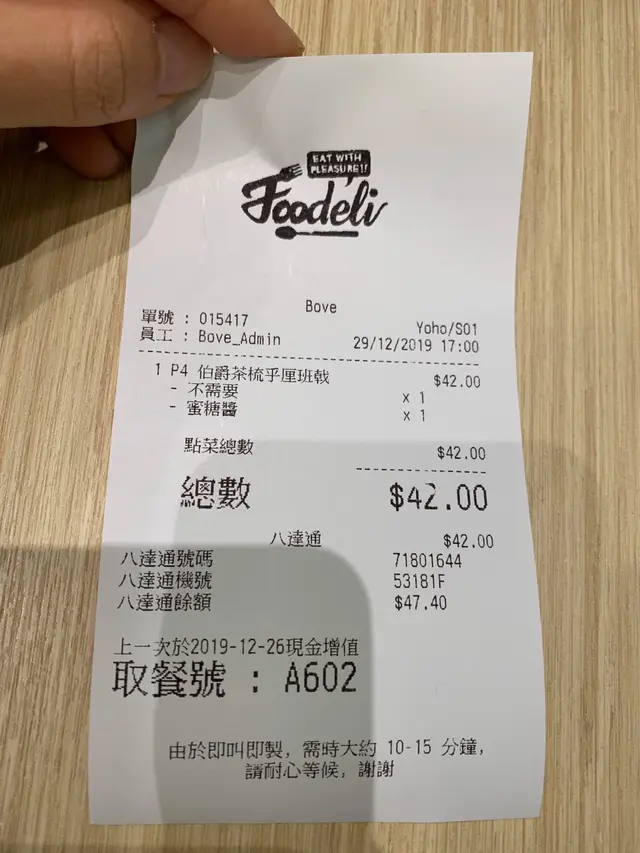 EAT WITH
PLEASURE!!
Foodeli
Bove
單號 : 015417
Yoho/S01
員工 : Bove_Admin
29/12/2019 17:00
1 P4 伯爵茶梳乎厘班戟 $42.00
- 不需要 x 1
- 蜜糖醬 x 1
點菜總數 $42.00
總數 $42.00
八達通 $42.00
八達通號碼 71801644
八達通機號 53181F
八達通餘額 $47.40
上一次於2019-12-26現金增值
取餐號 : A602
由於即叫即製, 需時大約 10-15 分鐘,
請耐心等候, 謝謝